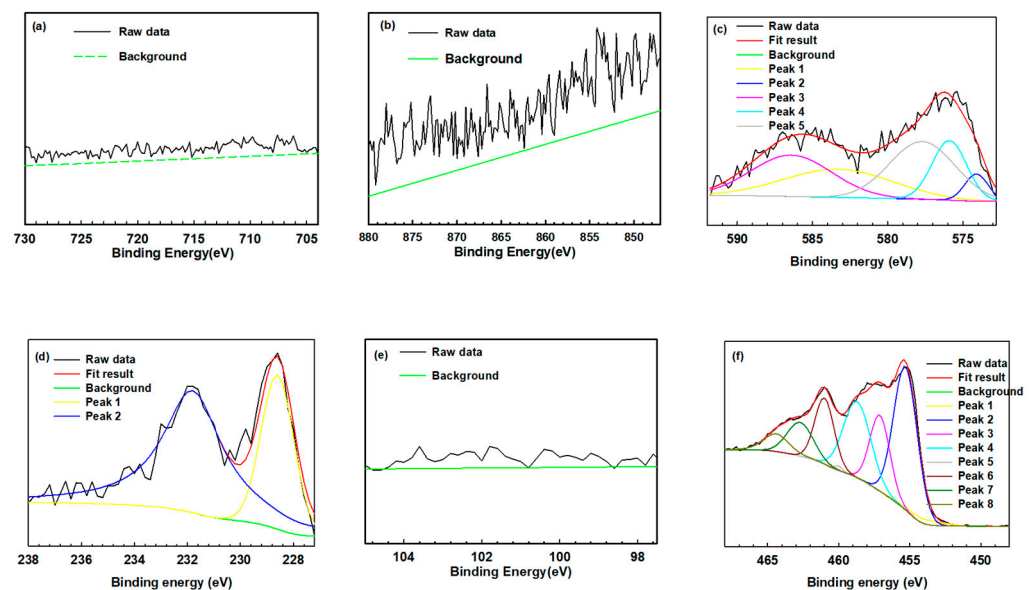 (a)
Raw data
Background
730 725 720 715 710 705
Binding Energy(eV)
(b)
Raw data
Background
880 875 870 865 860 855 850
Binding Energy(eV)
(c)
Raw data
Fit result
Background
Peak 1
Peak 2
Peak 3
Peak 4
Peak 5
590 585 580 575
Binding energy (eV)
(d)
Raw data
Fit result
Background
Peak 1
Peak 2
238 236 234 232 230 228
Binding energy (eV)
(e)
Raw data
Background
104 102 100 98
Binding Energy(eV)
(f)
Raw data
Fit result
Background
Peak 1
Peak 2
Peak 3
Peak 4
Peak 5
Peak 6
Peak 7
Peak 8
465 460 455 450
Binding energy (eV)